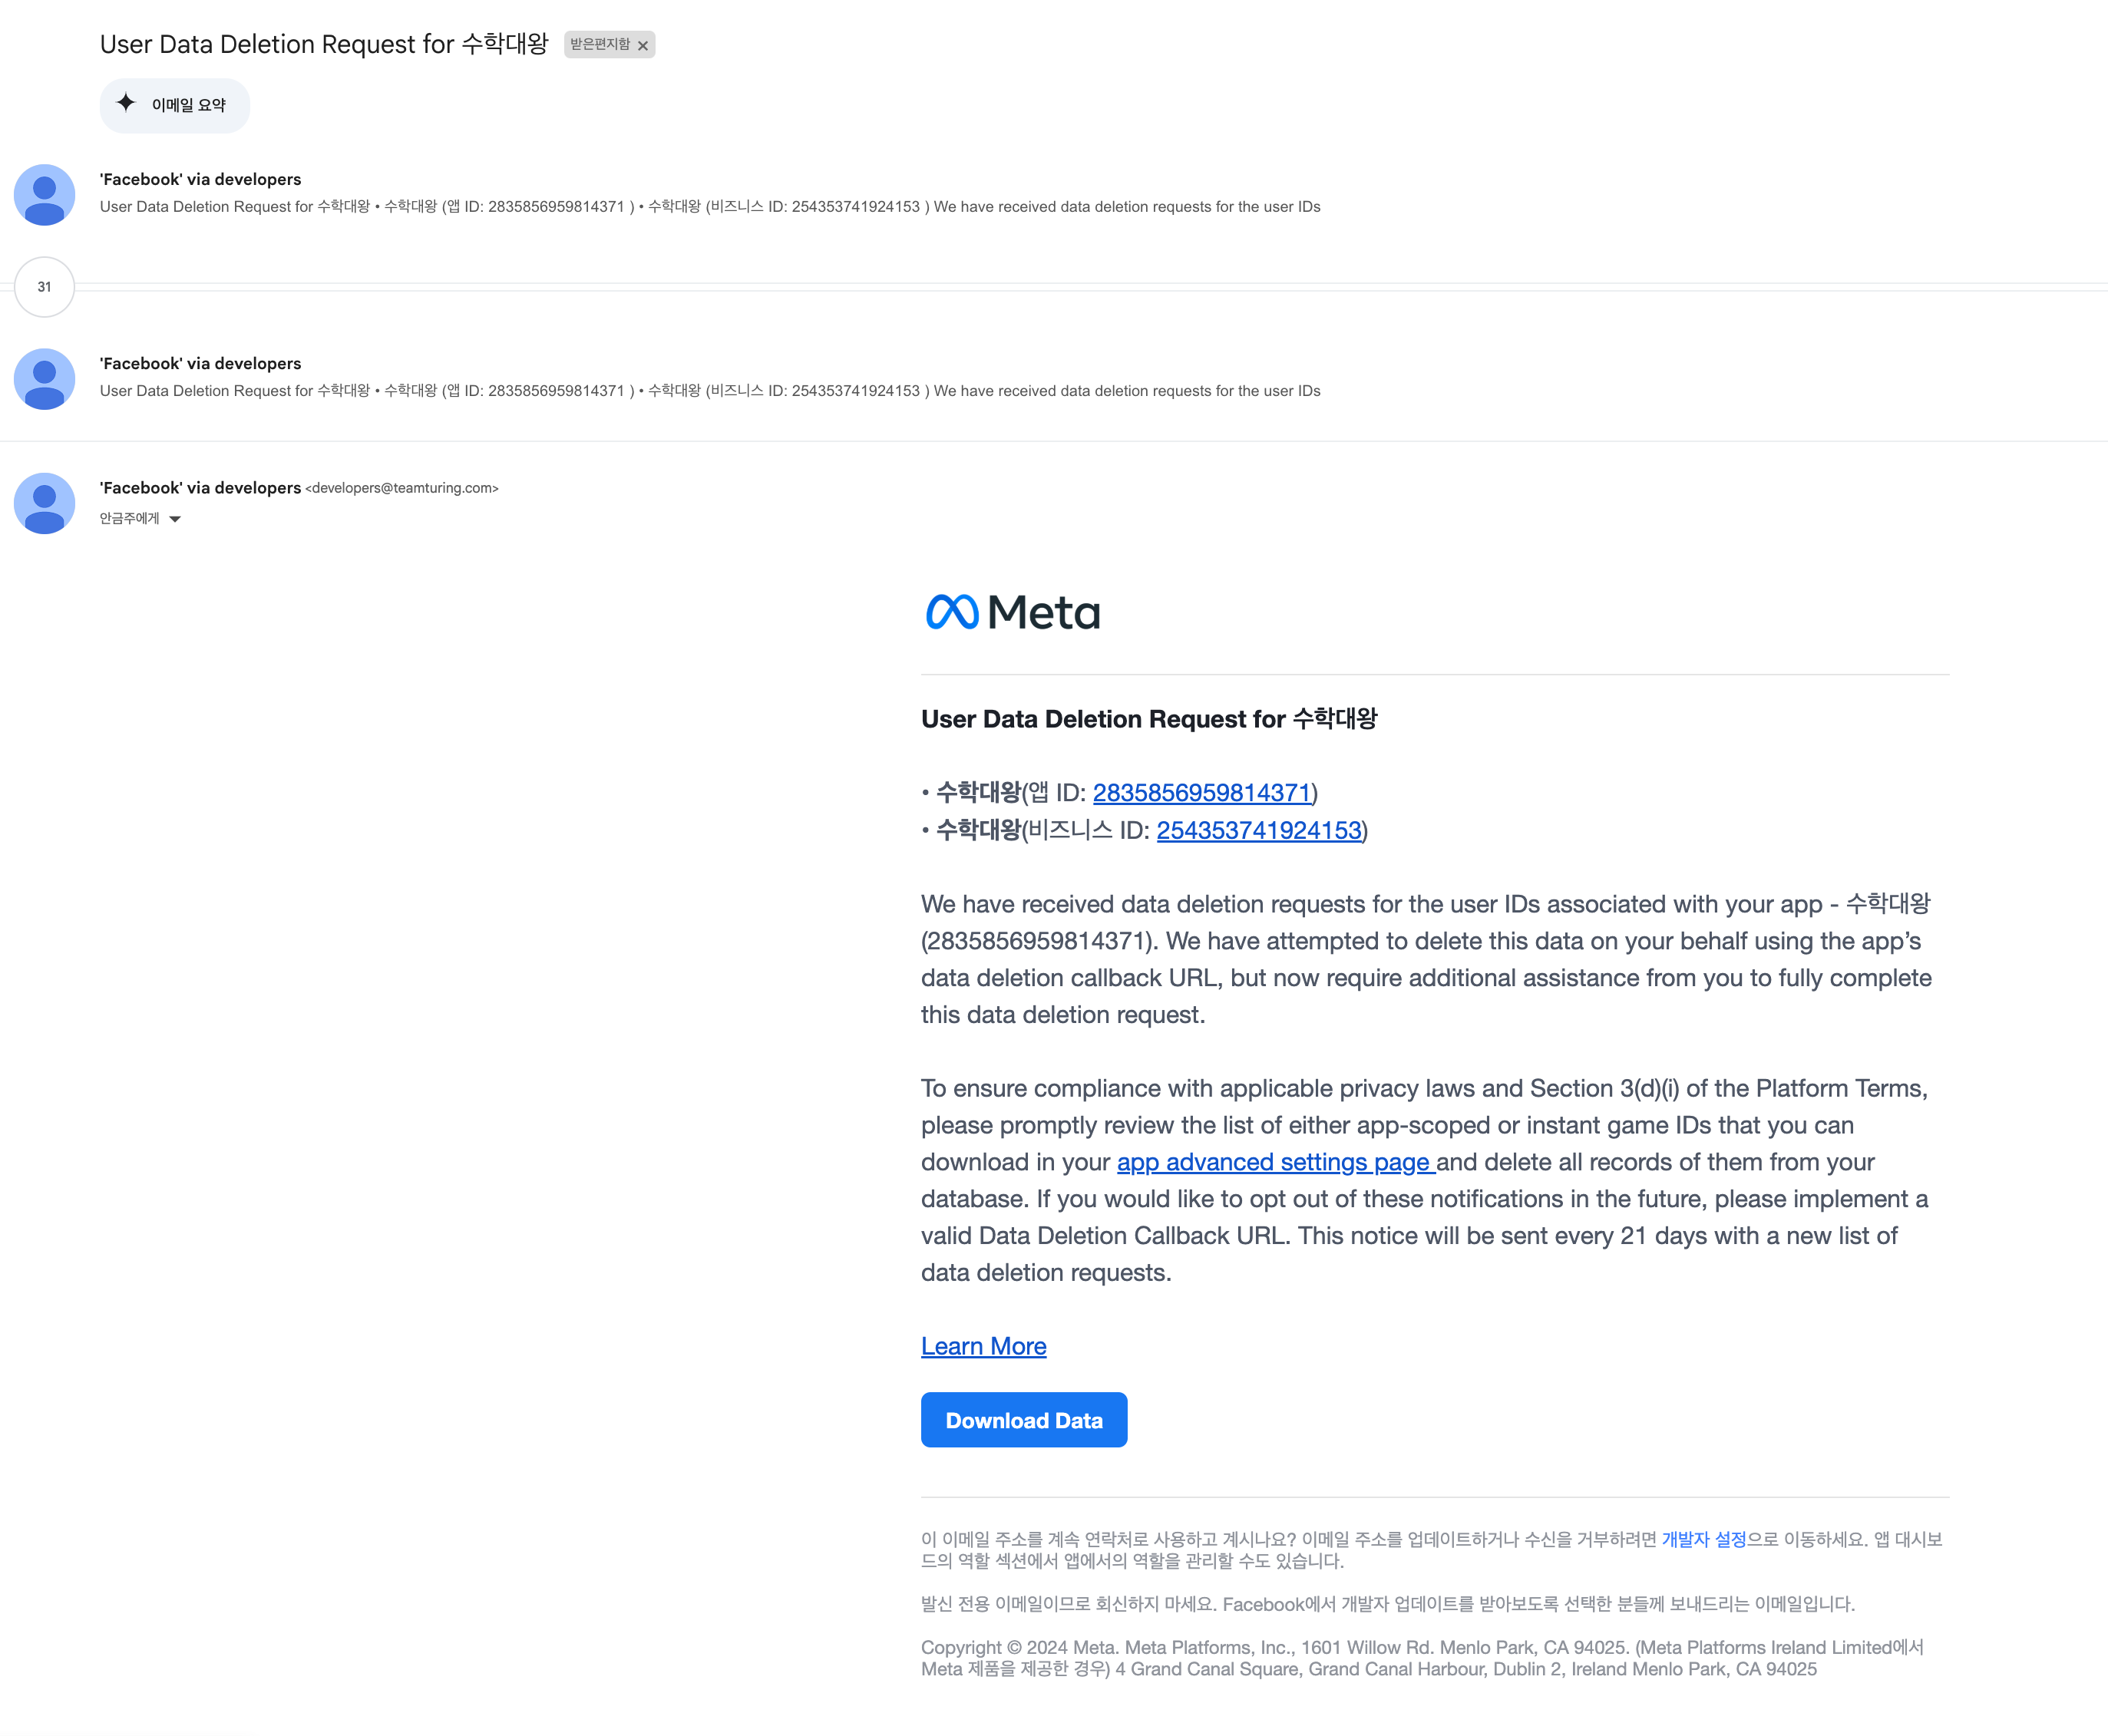 User Data Deletion Request for 수학대왕 받은편지함 ×
이메일 요약
'Facebook' via developers
User Data Deletion Request for 수학대왕 • 수학대왕 (앱 ID: 2835856959814371 ) • 수학대왕 (비즈니스 ID: 254353741924153 ) We have received data deletion requests for the user IDs
31
'Facebook' via developers
User Data Deletion Request for 수학대왕 • 수학대왕 (앱 ID: 2835856959814371 ) • 수학대왕 (비즈니스 ID: 254353741924153 ) We have received data deletion requests for the user IDs
'Facebook' via developers <developers@teamturing.com>
안금주에게
Meta
User Data Deletion Request for 수학대왕
• 수학대왕(앱 ID: 2835856959814371)
• 수학대왕(비즈니스 ID: 254353741924153)
We have received data deletion requests for the user IDs associated with your app - 수학대왕
(2835856959814371). We have attempted to delete this data on your behalf using the app’s
data deletion callback URL, but now require additional assistance from you to fully complete
this data deletion request.
To ensure compliance with applicable privacy laws and Section 3(d)(i) of the Platform Terms,
please promptly review the list of either app-scoped or instant game IDs that you can
download in your app advanced settings page and delete all records of them from your
database. If you would like to opt out of these notifications in the future, please implement a
valid Data Deletion Callback URL. This notice will be sent every 21 days with a new list of
data deletion requests.
Learn More
Download Data
이 이메일 주소를 계속 연락처로 사용하고 계시나요? 이메일 주소를 업데이트하거나 수신을 거부하려면 개발자 설정으로 이동하세요. 앱 대시보
드의 역할 섹션에서 앱에서의 역할을 관리할 수도 있습니다.
발신 전용 이메일이므로 회신하지 마세요. Facebook에서 개발자 업데이트를 받아보도록 선택한 분들께 보내드리는 이메일입니다.
Copyright © 2024 Meta. Meta Platforms, Inc., 1601 Willow Rd. Menlo Park, CA 94025. (Meta Platforms Ireland Limited에서
Meta 제품을 제공한 경우) 4 Grand Canal Square, Grand Canal Harbour, Dublin 2, Ireland Menlo Park, CA 94025